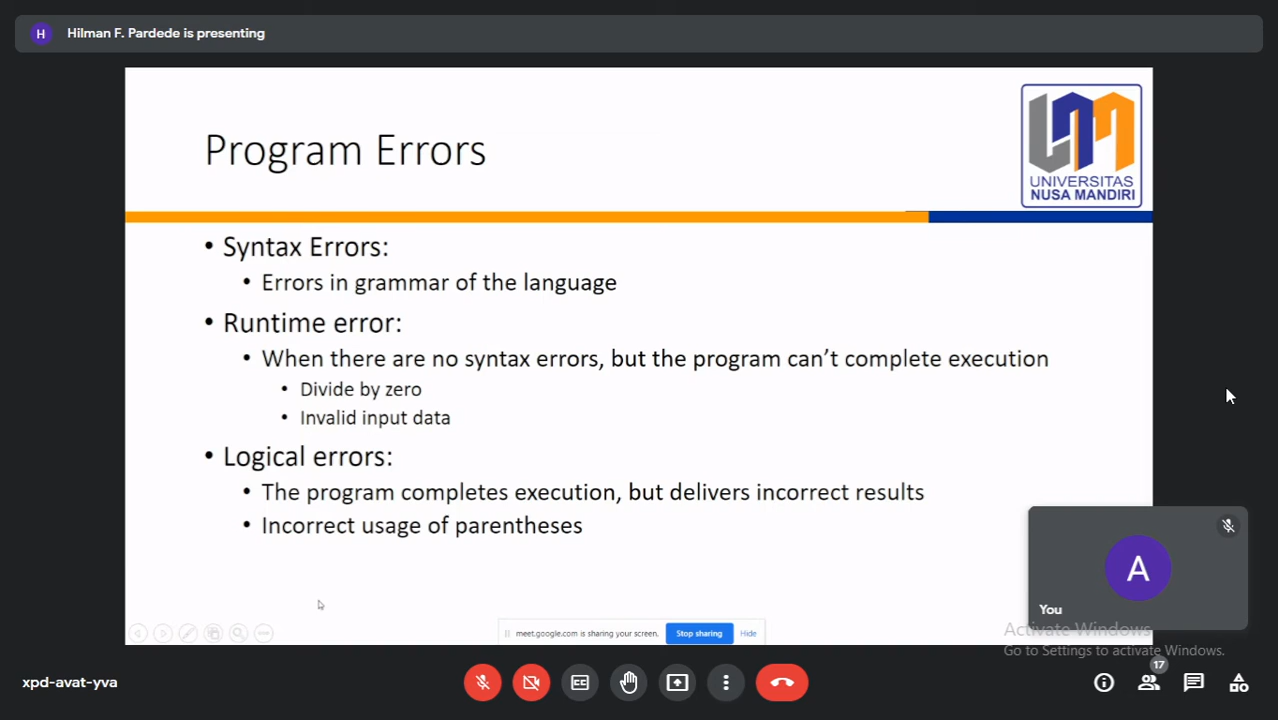 H Hilman F. Pardede is presenting
Program Errors
UNIVERSITAS
NUSA MANDIRI
• Syntax Errors:
• Errors in grammar of the language
• Runtime error:
• When there are no syntax errors, but the program can’t complete execution
• Divide by zero
• Invalid input data
• Logical errors:
• The program completes execution, but delivers incorrect results
• Incorrect usage of parentheses
A
You
meet.google.com is sharing your screen. Stop sharing Hide
Activate Windows
Go to Settings to activate Windows.
xpd-avat-yva
CC
17